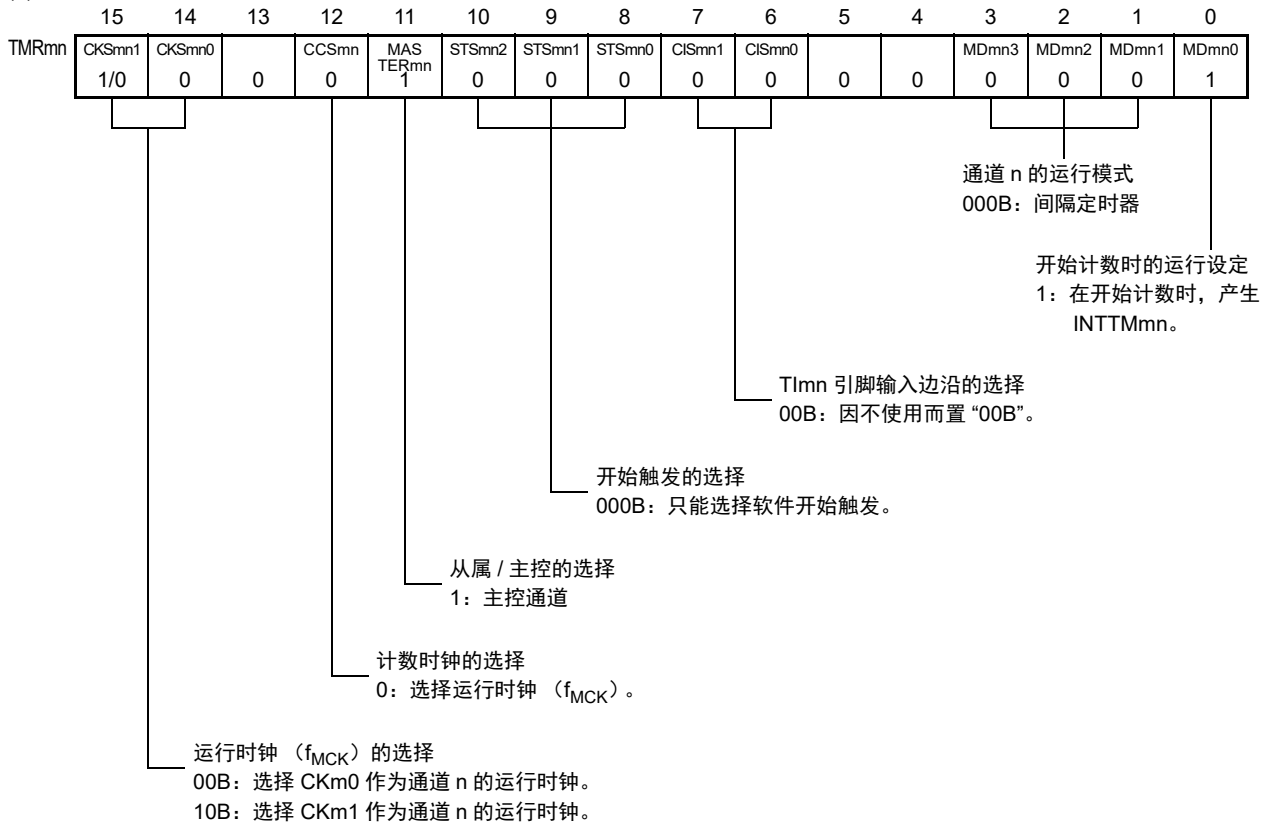 15 14 13 12 11 10 9 8 7 6 5 4 3 2 1 0
TMRmn CKSmn1 CKSmn0 CCSmn MAS TERmn STSmn2 STSmn1 STSmn0 CISmn1 CISmn0 MDmn3 MDmn2 MDmn1 MDmn0
1/0 0 0 0 1 0 0 0 0 0 0 0 0 0 0 1
通道 n 的运行模式
000B：间隔定时器
开始计数时的运行设定
1：在开始计数时，产生
INTTMmn。
TImn 引脚输入边沿的选择
00B：因不使用而置 “00B”。
开始触发的选择
000B：只能选择软件开始触发。
从属 / 主控的选择
1：主控通道
计数时钟的选择
0：选择运行时钟 （fMCK）。
运行时钟 （fMCK）的选择
00B：选择 CKm0 作为通道 n 的运行时钟。
10B：选择 CKm1 作为通道 n 的运行时钟。